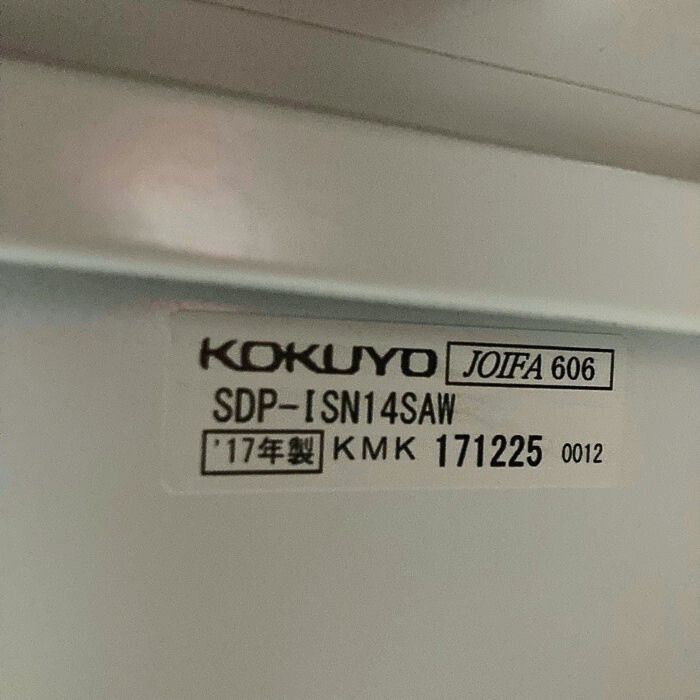 KOKUYO JOIFA 606
SDP-ISN14SAW
'17年製 KMK 171225 0012